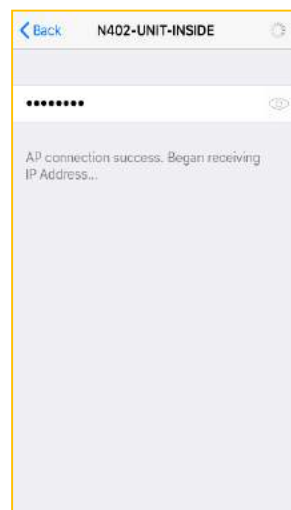 Back N402-UNIT-INSIDE
••••••••
AP connection success. Began receiving
IP Address...